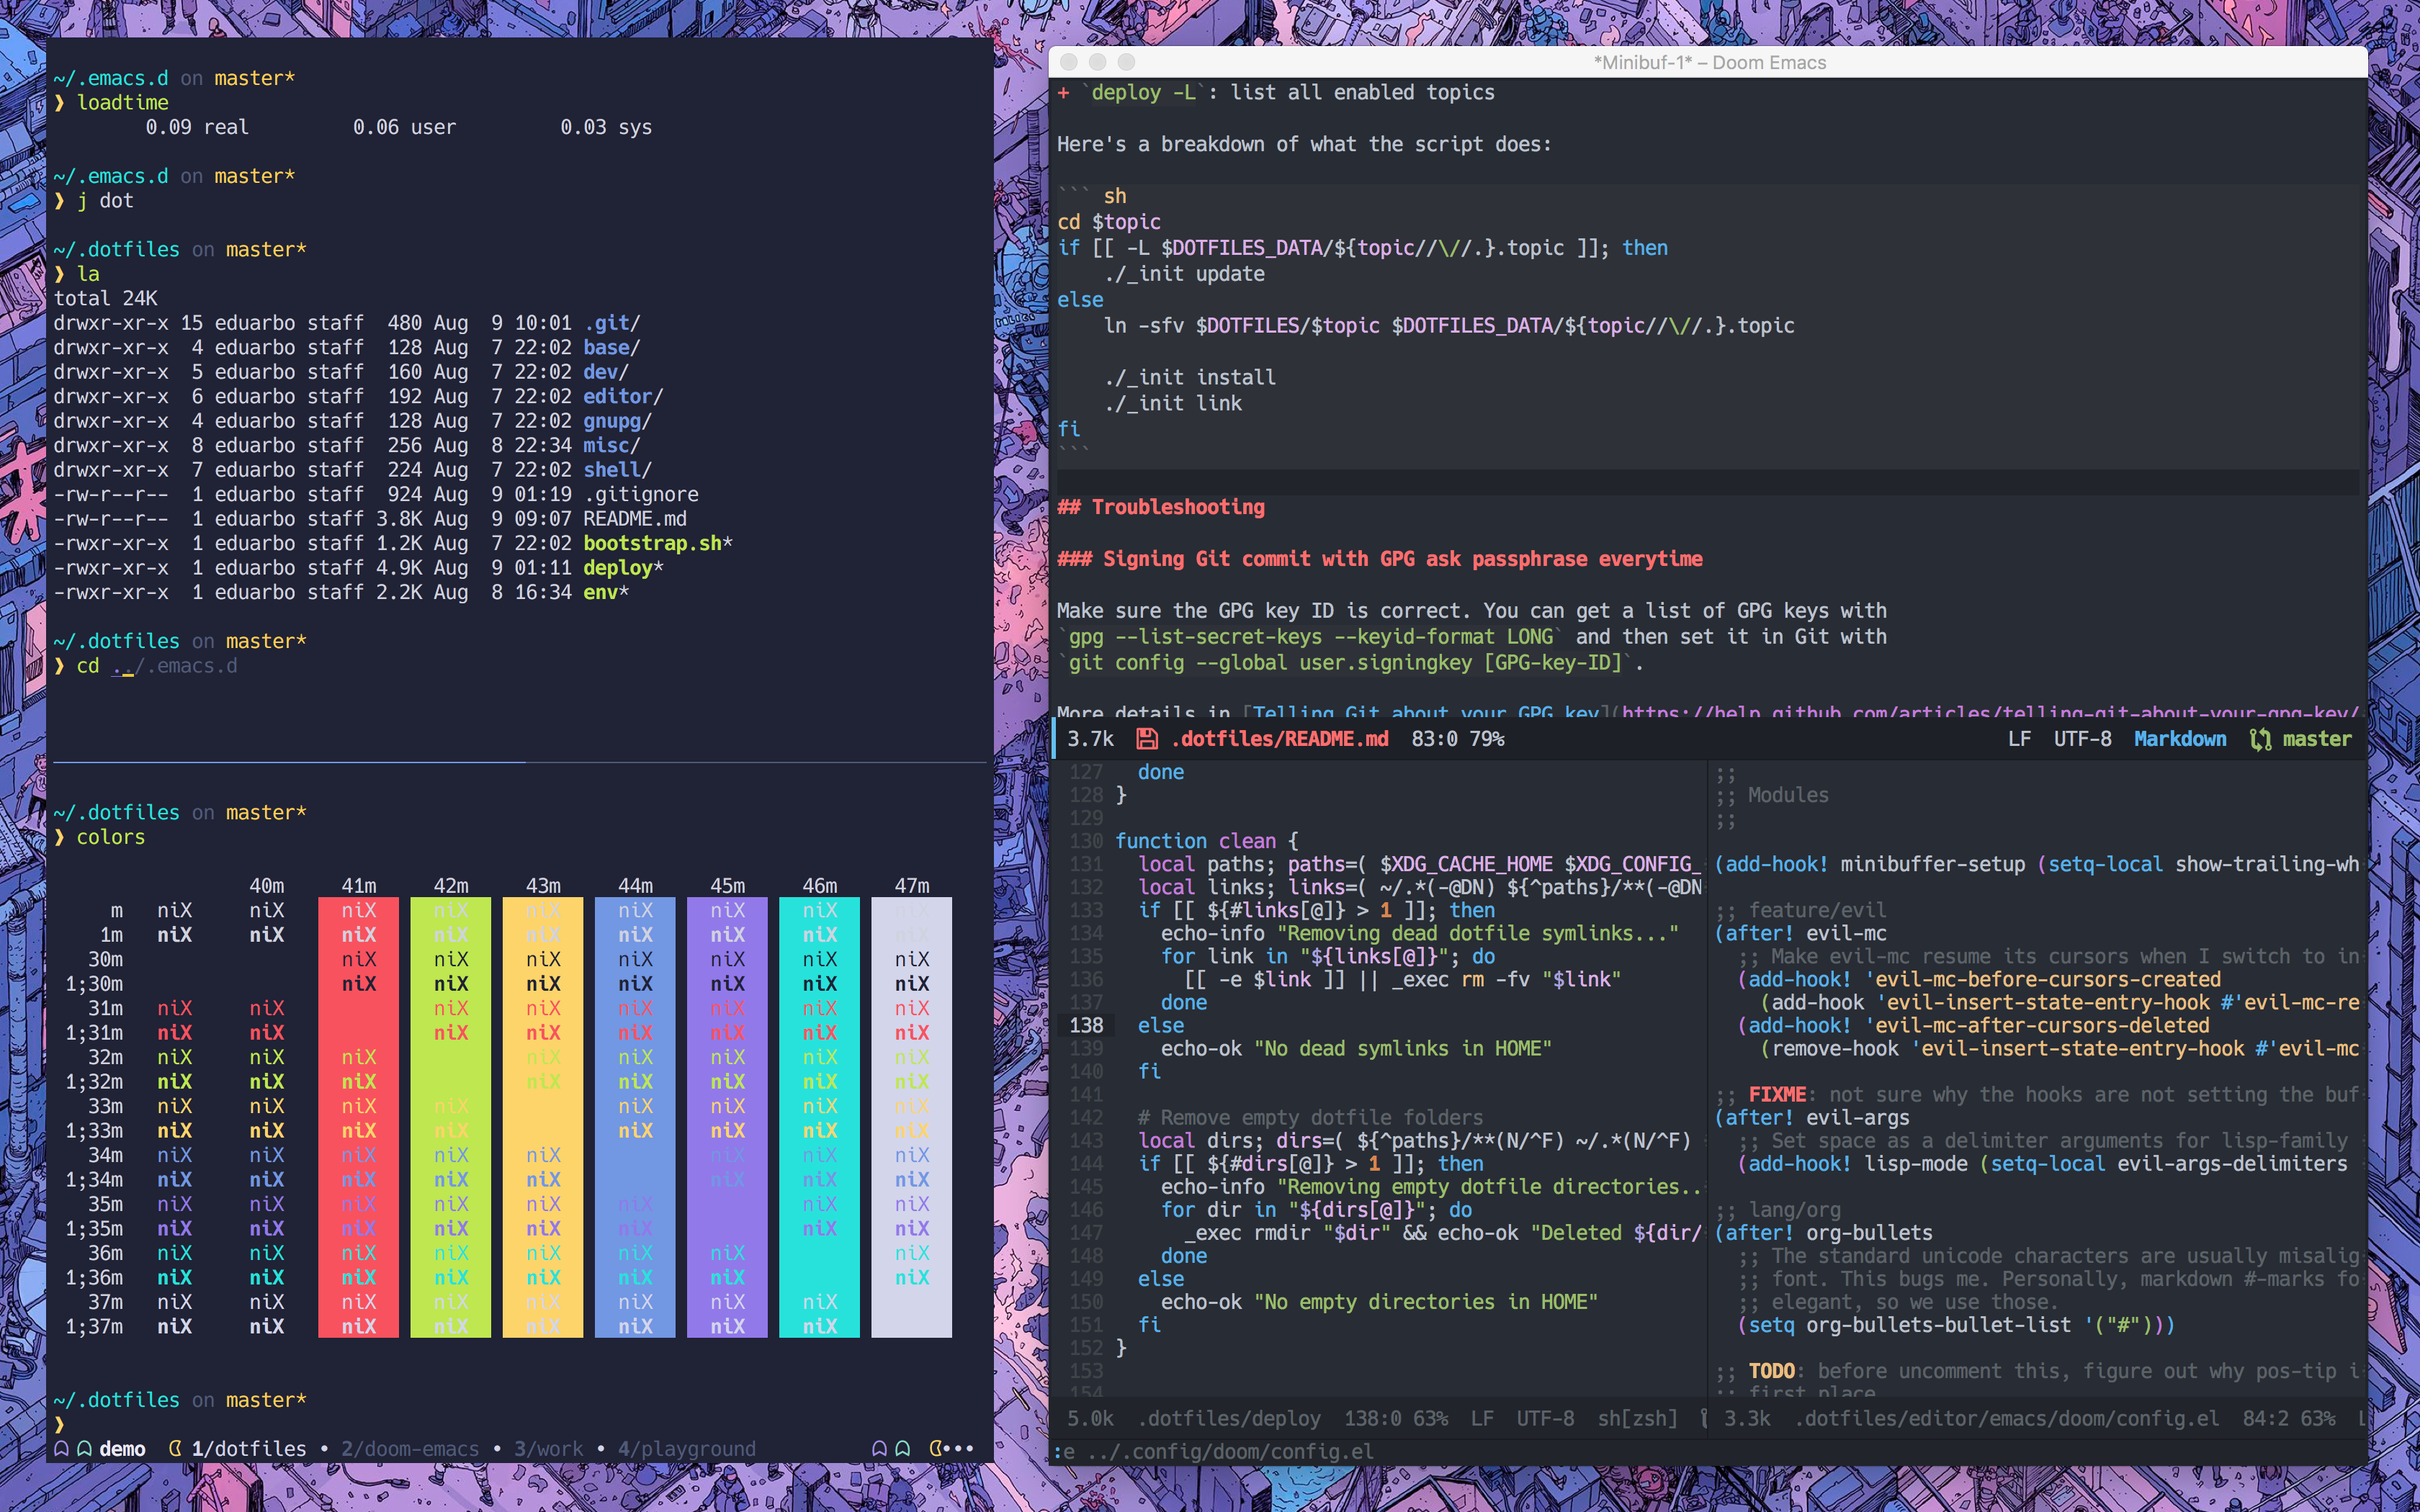 ~/.emacs.d on master*
❱ loadtime
        0.09 real         0.06 user         0.03 sys
~/.emacs.d on master*
❱ j dot
~/.dotfiles on master*
❱ la
total 24K
drwxr-xr-x 15 eduarbo staff  480 Aug  9 10:01 .git/
drwxr-xr-x  4 eduarbo staff  128 Aug  7 22:02 base/
drwxr-xr-x  5 eduarbo staff  160 Aug  7 22:02 dev/
drwxr-xr-x  6 eduarbo staff  192 Aug  7 22:02 editor/
drwxr-xr-x  4 eduarbo staff  128 Aug  7 22:02 gnupg/
drwxr-xr-x  8 eduarbo staff  256 Aug  8 22:34 misc/
drwxr-xr-x  7 eduarbo staff  224 Aug  7 22:02 shell/
-rw-r--r--  1 eduarbo staff  924 Aug  9 01:19 .gitignore
-rw-r--r--  1 eduarbo staff 3.8K Aug  9 09:07 README.md
-rwxr-xr-x  1 eduarbo staff 1.2K Aug  7 22:02 bootstrap.sh*
-rwxr-xr-x  1 eduarbo staff 4.9K Aug  9 01:11 deploy*
-rwxr-xr-x  1 eduarbo staff 2.2K Aug  8 16:34 env*
~/.dotfiles on master*
❱ cd ../.emacs.d
~/.dotfiles on master*
❱ colors
40m 41m 42m 43m 44m 45m 46m 47m
m niX niX niX niX niX niX niX niX
1m niX niX niX niX niX niX niX niX
30m niX niX niX niX niX niX niX
1;30m niX niX niX niX niX niX niX
31m niX niX niX niX niX niX niX niX
1;31m niX niX niX niX niX niX niX niX
32m niX niX niX niX niX niX niX niX
1;32m niX niX niX niX niX niX niX niX
33m niX niX niX niX niX niX niX niX
1;33m niX niX niX niX niX niX niX niX
34m niX niX niX niX niX niX niX niX
1;34m niX niX niX niX niX niX niX niX
35m niX niX niX niX niX niX niX niX
1;35m niX niX niX niX niX niX niX niX
36m niX niX niX niX niX niX niX niX
1;36m niX niX niX niX niX niX niX niX
37m niX niX niX niX niX niX niX niX
1;37m niX niX niX niX niX niX niX niX
~/.dotfiles on master*
❱
demo 1/dotfiles • 2/doom-emacs • 3/work • 4/playground
*Minibuf-1* – Doom Emacs
+ `deploy -L`: list all enabled topics
Here's a breakdown of what the script does:
``` sh
cd $topic
if [[ -L $DOTFILES_DATA/${topic//\//.}.topic ]]; then
    ./_init update
else
    ln -sfv $DOTFILES/$topic $DOTFILES_DATA/${topic//\//.}.topic
    ./_init install
    ./_init link
fi
```
## Troubleshooting
### Signing Git commit with GPG ask passphrase everytime
Make sure the GPG key ID is correct. You can get a list of GPG keys with
`gpg --list-secret-keys --keyid-format LONG` and then set it in Git with
`git config --global user.signingkey [GPG-key-ID]`.
More details in [Telling Git about your GPG key](https://help.github.com/articles/telling-git-about-your-gpg-key/
3.7k .dotfiles/README.md 83:0 79% LF UTF-8 Markdown master
127   done
128 }
129
130 function clean {
131   local paths; paths=( $XDG_CACHE_HOME $XDG_CONFIG_
132   local links; links=( ~/.*(-@DN) ${^paths}/**(-@DN
133   if [[ ${#links[@]} > 1 ]]; then
134     echo-info "Removing dead dotfile symlinks..."
135     for link in "${links[@]}"; do
136       [[ -e $link ]] || _exec rm -fv "$link"
137     done
138   else
139     echo-ok "No dead symlinks in HOME"
140   fi
141
142   # Remove empty dotfile folders
143   local dirs; dirs=( ${^paths}/**(N/^F) ~/.*(N/^F)
144   if [[ ${#dirs[@]} > 1 ]]; then
145     echo-info "Removing empty dotfile directories..
146     for dir in "${dirs[@]}"; do
147       _exec rmdir "$dir" && echo-ok "Deleted ${dir/
148     done
149   else
150     echo-ok "No empty directories in HOME"
151   fi
152 }
153
154
5.0k .dotfiles/deploy 138:0 63% LF UTF-8 sh[zsh]
;;
;; Modules
;;
(add-hook! minibuffer-setup (setq-local show-trailing-wh
;; feature/evil
(after! evil-mc
  ;; Make evil-mc resume its cursors when I switch to in
  (add-hook! 'evil-mc-before-cursors-created
    (add-hook 'evil-insert-state-entry-hook #'evil-mc-re
  (add-hook! 'evil-mc-after-cursors-deleted
    (remove-hook 'evil-insert-state-entry-hook #'evil-mc
;; FIXME: not sure why the hooks are not setting the buf
(after! evil-args
  ;; Set space as a delimiter arguments for lisp-family
  (add-hook! lisp-mode (setq-local evil-args-delimiters
;; lang/org
(after! org-bullets
  ;; The standard unicode characters are usually misalig
  ;; font. This bugs me. Personally, markdown #-marks fo
  ;; elegant, so we use those.
  (setq org-bullets-bullet-list '("#")))
;; TODO: before uncomment this, figure out why pos-tip i
;; first place
3.3k .dotfiles/editor/emacs/doom/config.el 84:2 63% L
:e ../.config/doom/config.el